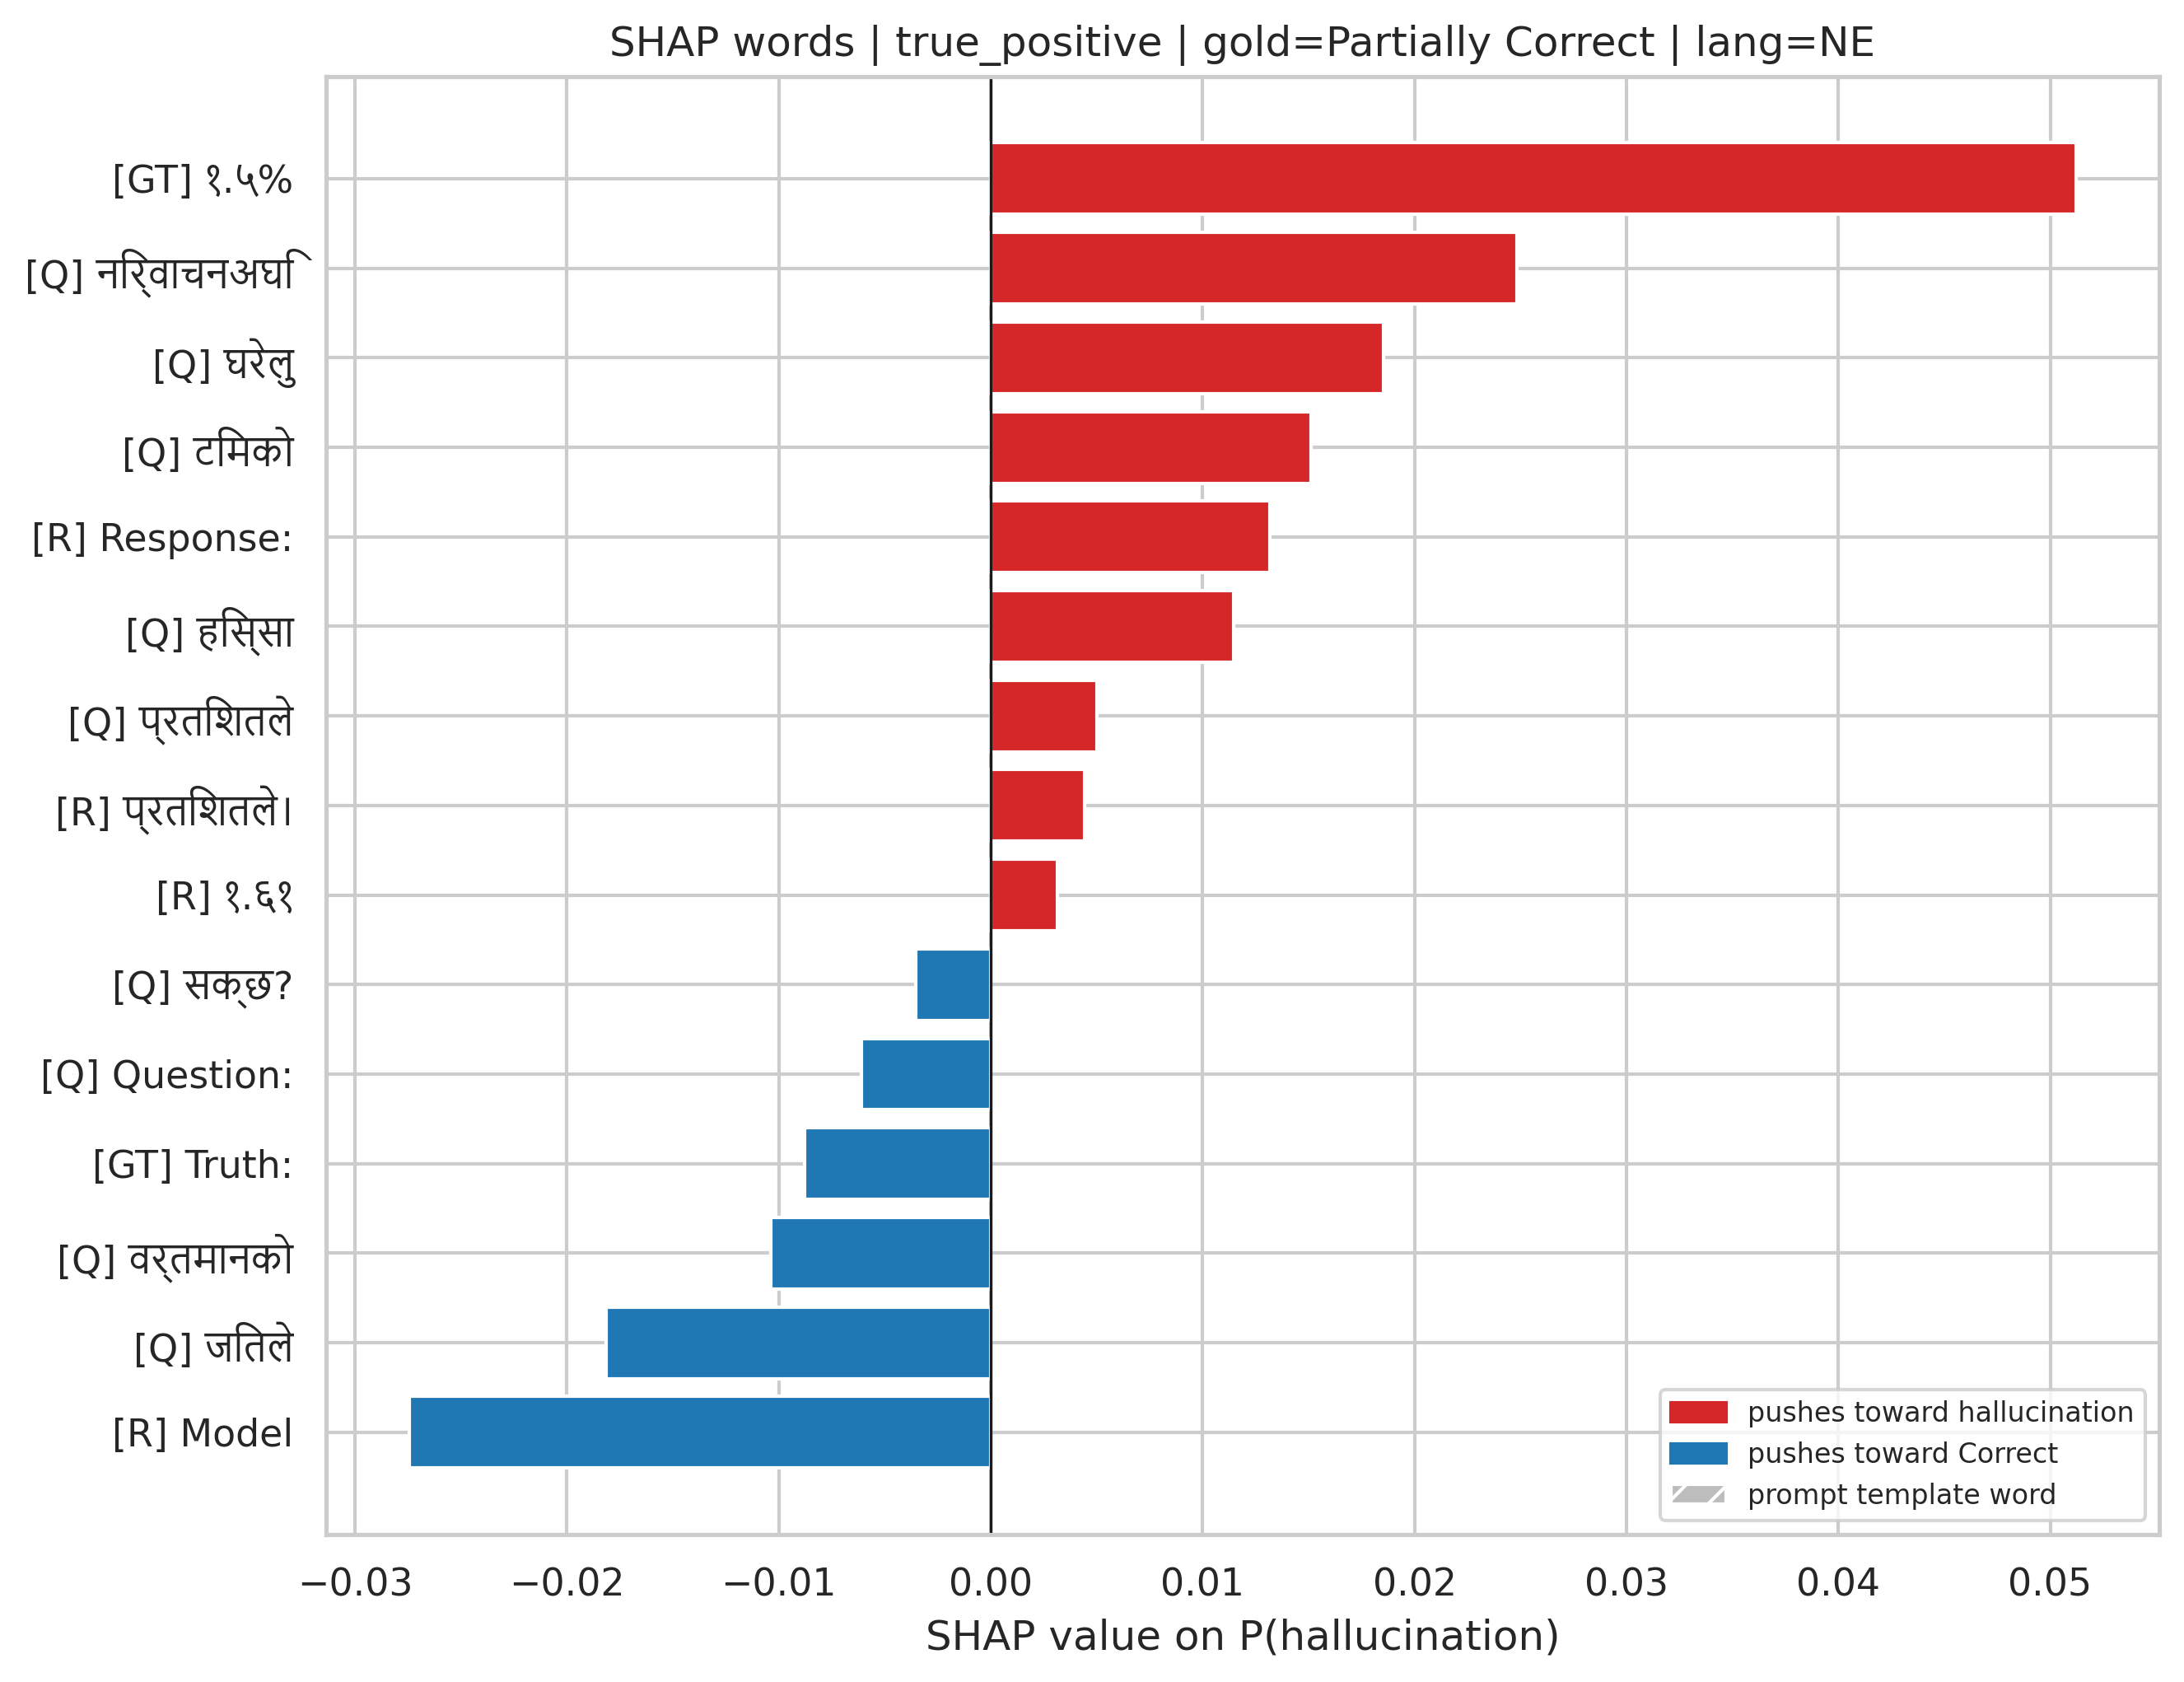 SHAP words | true_positive | gold=Partially Correct | lang=NE
[GT] १.५%
[Q] निर्वाचनअघि
[Q] घरेलु
[Q] टिमको
[R] Response:
[Q] हिस्सा
[Q] प्रतिशतले
[R] प्रतिशतले।
[R] १.६१
[Q] सक्छ?
[Q] Question:
[GT] Truth:
[Q] वर्तमानको
[Q] जितले
[R] Model
pushes toward hallucination
pushes toward Correct
prompt template word
−0.03 −0.02 −0.01 0.00 0.01 0.02 0.03 0.04 0.05
SHAP value on P(hallucination)